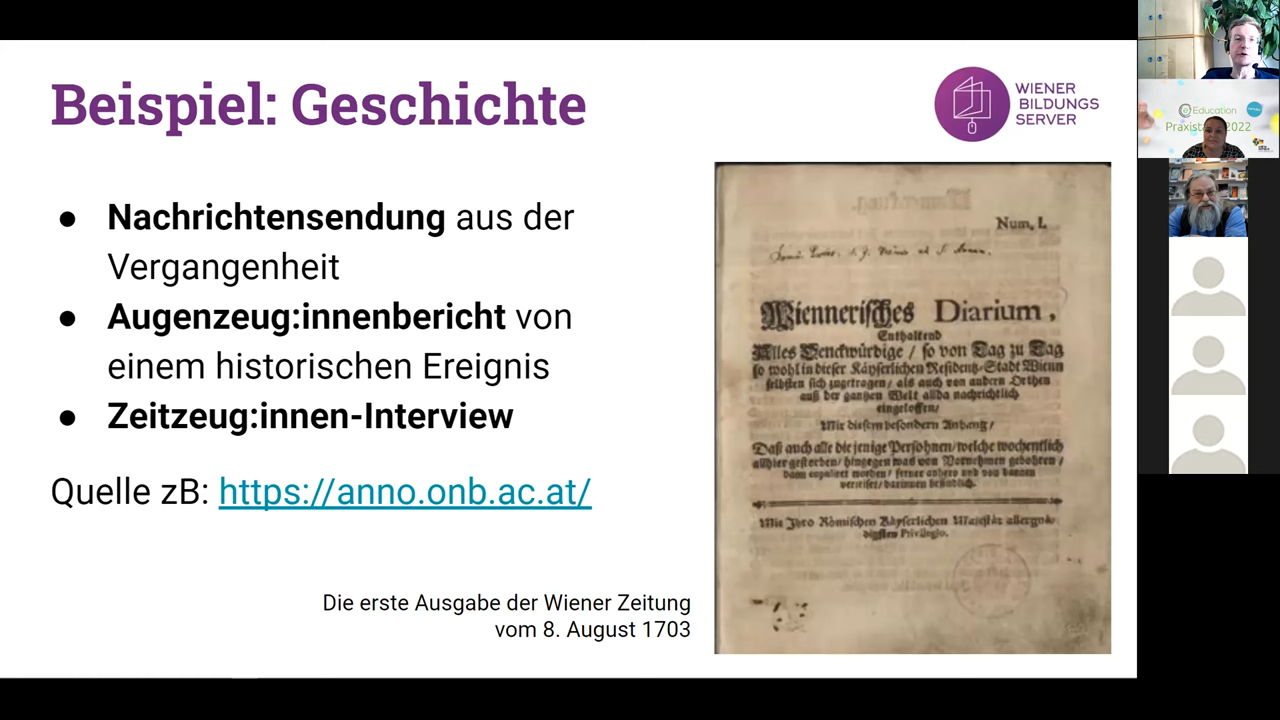 Beispiel: Geschichte
WIENER
BILDUNGS
SERVER
● Nachrichtensendung aus der
Vergangenheit
● Augenzeug:innenbericht von
einem historischen Ereignis
● Zeitzeug:innen-Interview
Quelle zB: https://anno.onb.ac.at/
Die erste Ausgabe der Wiener Zeitung
vom 8. August 1703
Num. I.
Wiennerisches Diarium,
Enthaltend
Alles Denckwürdige / so von Tag zu Tag
so wohl in dieser Käyserlichen Residentz-Stadt Wienn
selbsten sich zugetragen / als auch von andern Orthen
auß der gantzen Welt allda nachrichtlich
eingeloffen /
Mit diesem besondern Anhang /
Daß auch alle die jenige Persohnen / welche wochentlich
allhier gestorben / hingegen was von Vornehmen gebohren /
dann copuliert worden / ferner anhero und von dannen
verreiset / darinnen befindlich.
Mit Ihro Römischen Käyserlichen Majestät allergnä-
digsten Privilegio.
eEducation
2022